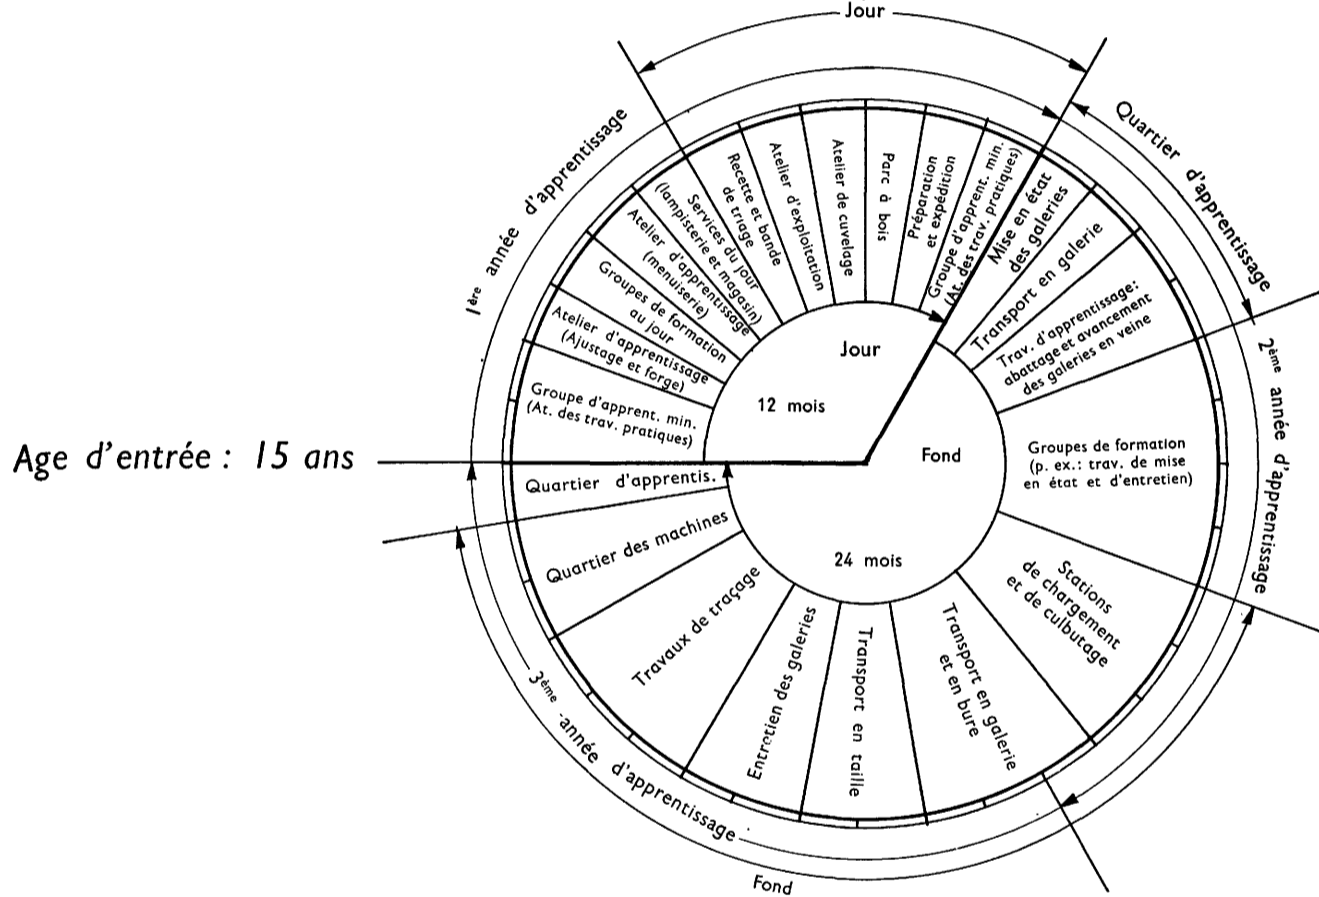 Jour
Quartier d'apprentissage
1ère année d'apprentissage
2ème année d'apprentissage
3ème année d'apprentissage
Fond
Age d'entrée : 15 ans
Groupe d'apprent. min.
(At. des trav. pratiques)
Atelier d'apprentissage
(Ajustage et forge)
Groupes de formation
au jour
Atelier d'apprentissage
(menuiserie)
Services du jour
(lampisterie et magasin)
Recette et bande
de triage
Atelier d'exploitation
Atelier de cuvelage
Parc à bois
Préparation
et expédition
Groupe d'apprent. min.
(At. des trav. pratiques)
Mise en état
des galeries
Transport en galerie
Trav. d'apprentissage:
abattage et avancement
des galeries en veine
Groupes de formation
(p. ex.: trav. de mise
en état et d'entretien)
Stations
de chargement
et de culbutage
Transport en galerie
et en bure
Transport en taille
Entretien des galeries
Travaux de traçage
Quartier des machines
Quartier d'apprentis.
Jour
12 mois
Fond
24 mois